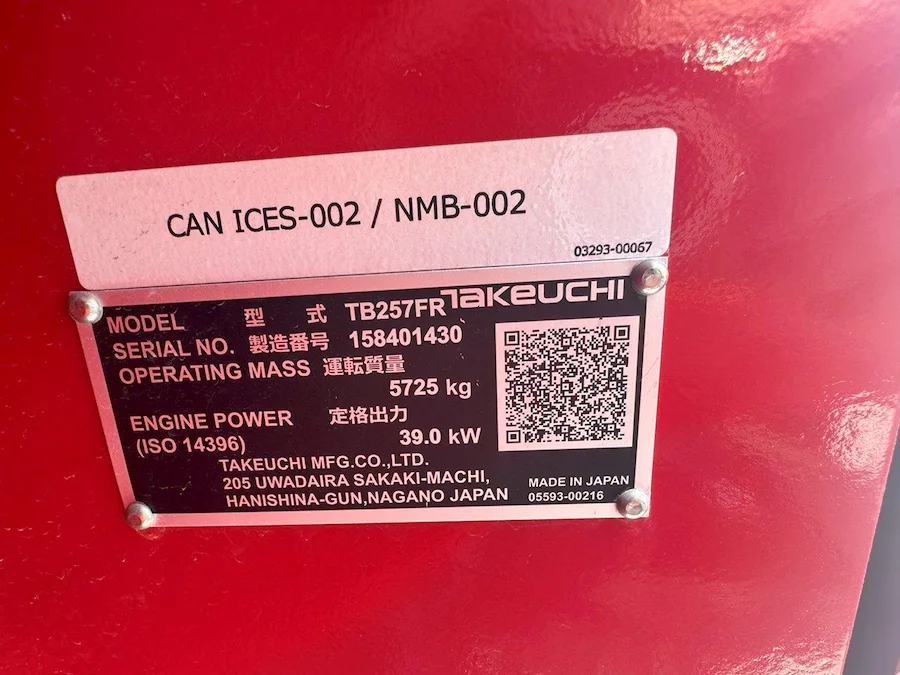 CAN ICES-002 / NMB-002
03293-00067
TAKEUCHI
MODEL 型 式 TB257FR
SERIAL NO. 製造番号 158401430
OPERATING MASS 運転質量
5725 kg
ENGINE POWER 定格出力
(ISO 14396) 39.0 kW
TAKEUCHI MFG.CO.,LTD.
205 UWADAIRA SAKAKI-MACHI,
HANISHINA-GUN,NAGANO JAPAN
MADE IN JAPAN
05593-00216